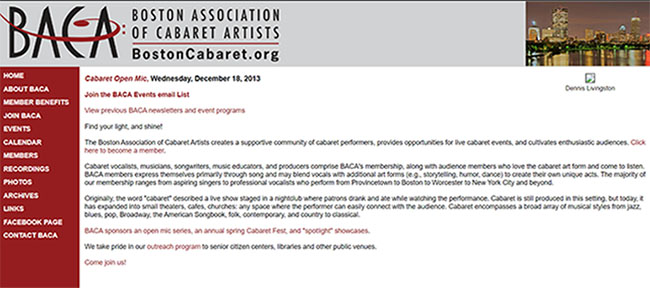 BACA: BOSTON ASSOCIATION
OF CABARET ARTISTS
BostonCabaret.org
HOME
ABOUT BACA
MEMBER BENEFITS
JOIN BACA
EVENTS
CALENDAR
MEMBERS
RECORDINGS
PHOTOS
ARCHIVES
LINKS
FACEBOOK PAGE
CONTACT BACA
Cabaret Open Mic, Wednesday, December 18, 2013
Join the BACA Events email List
View previous BACA newsletters and event programs
Find your light, and shine!
The Boston Association of Cabaret Artists creates a supportive community of cabaret performers, provides opportunities for live cabaret events, and cultivates enthusiastic audiences. Click
here to become a member.
Cabaret vocalists, musicians, songwriters, music educators, and producers comprise BACA's membership, along with audience members who love the cabaret art form and come to listen.
BACA members express themselves primarily through song and may blend vocals with additional art forms (e.g., storytelling, humor, dance) to create their own unique acts. The majority of
our membership ranges from aspiring singers to professional vocalists who perform from Provincetown to Boston to Worcester to New York City and beyond.
Originally, the word "cabaret" described a live show staged in a nightclub where patrons drank and ate while watching the performance. Cabaret is still produced in this setting, but today, it
has expanded into small theaters, cafes, churches: any space where the performer can easily connect with the audience. Cabaret encompasses a broad array of musical styles from jazz,
blues, pop, Broadway, the American Songbook, folk, contemporary, and country to classical.
BACA sponsors an open mic series, an annual spring Cabaret Fest, and "spotlight" showcases.
We take pride in our outreach program to senior citizen centers, libraries and other public venues.
Come join us!
Dennis Livingston